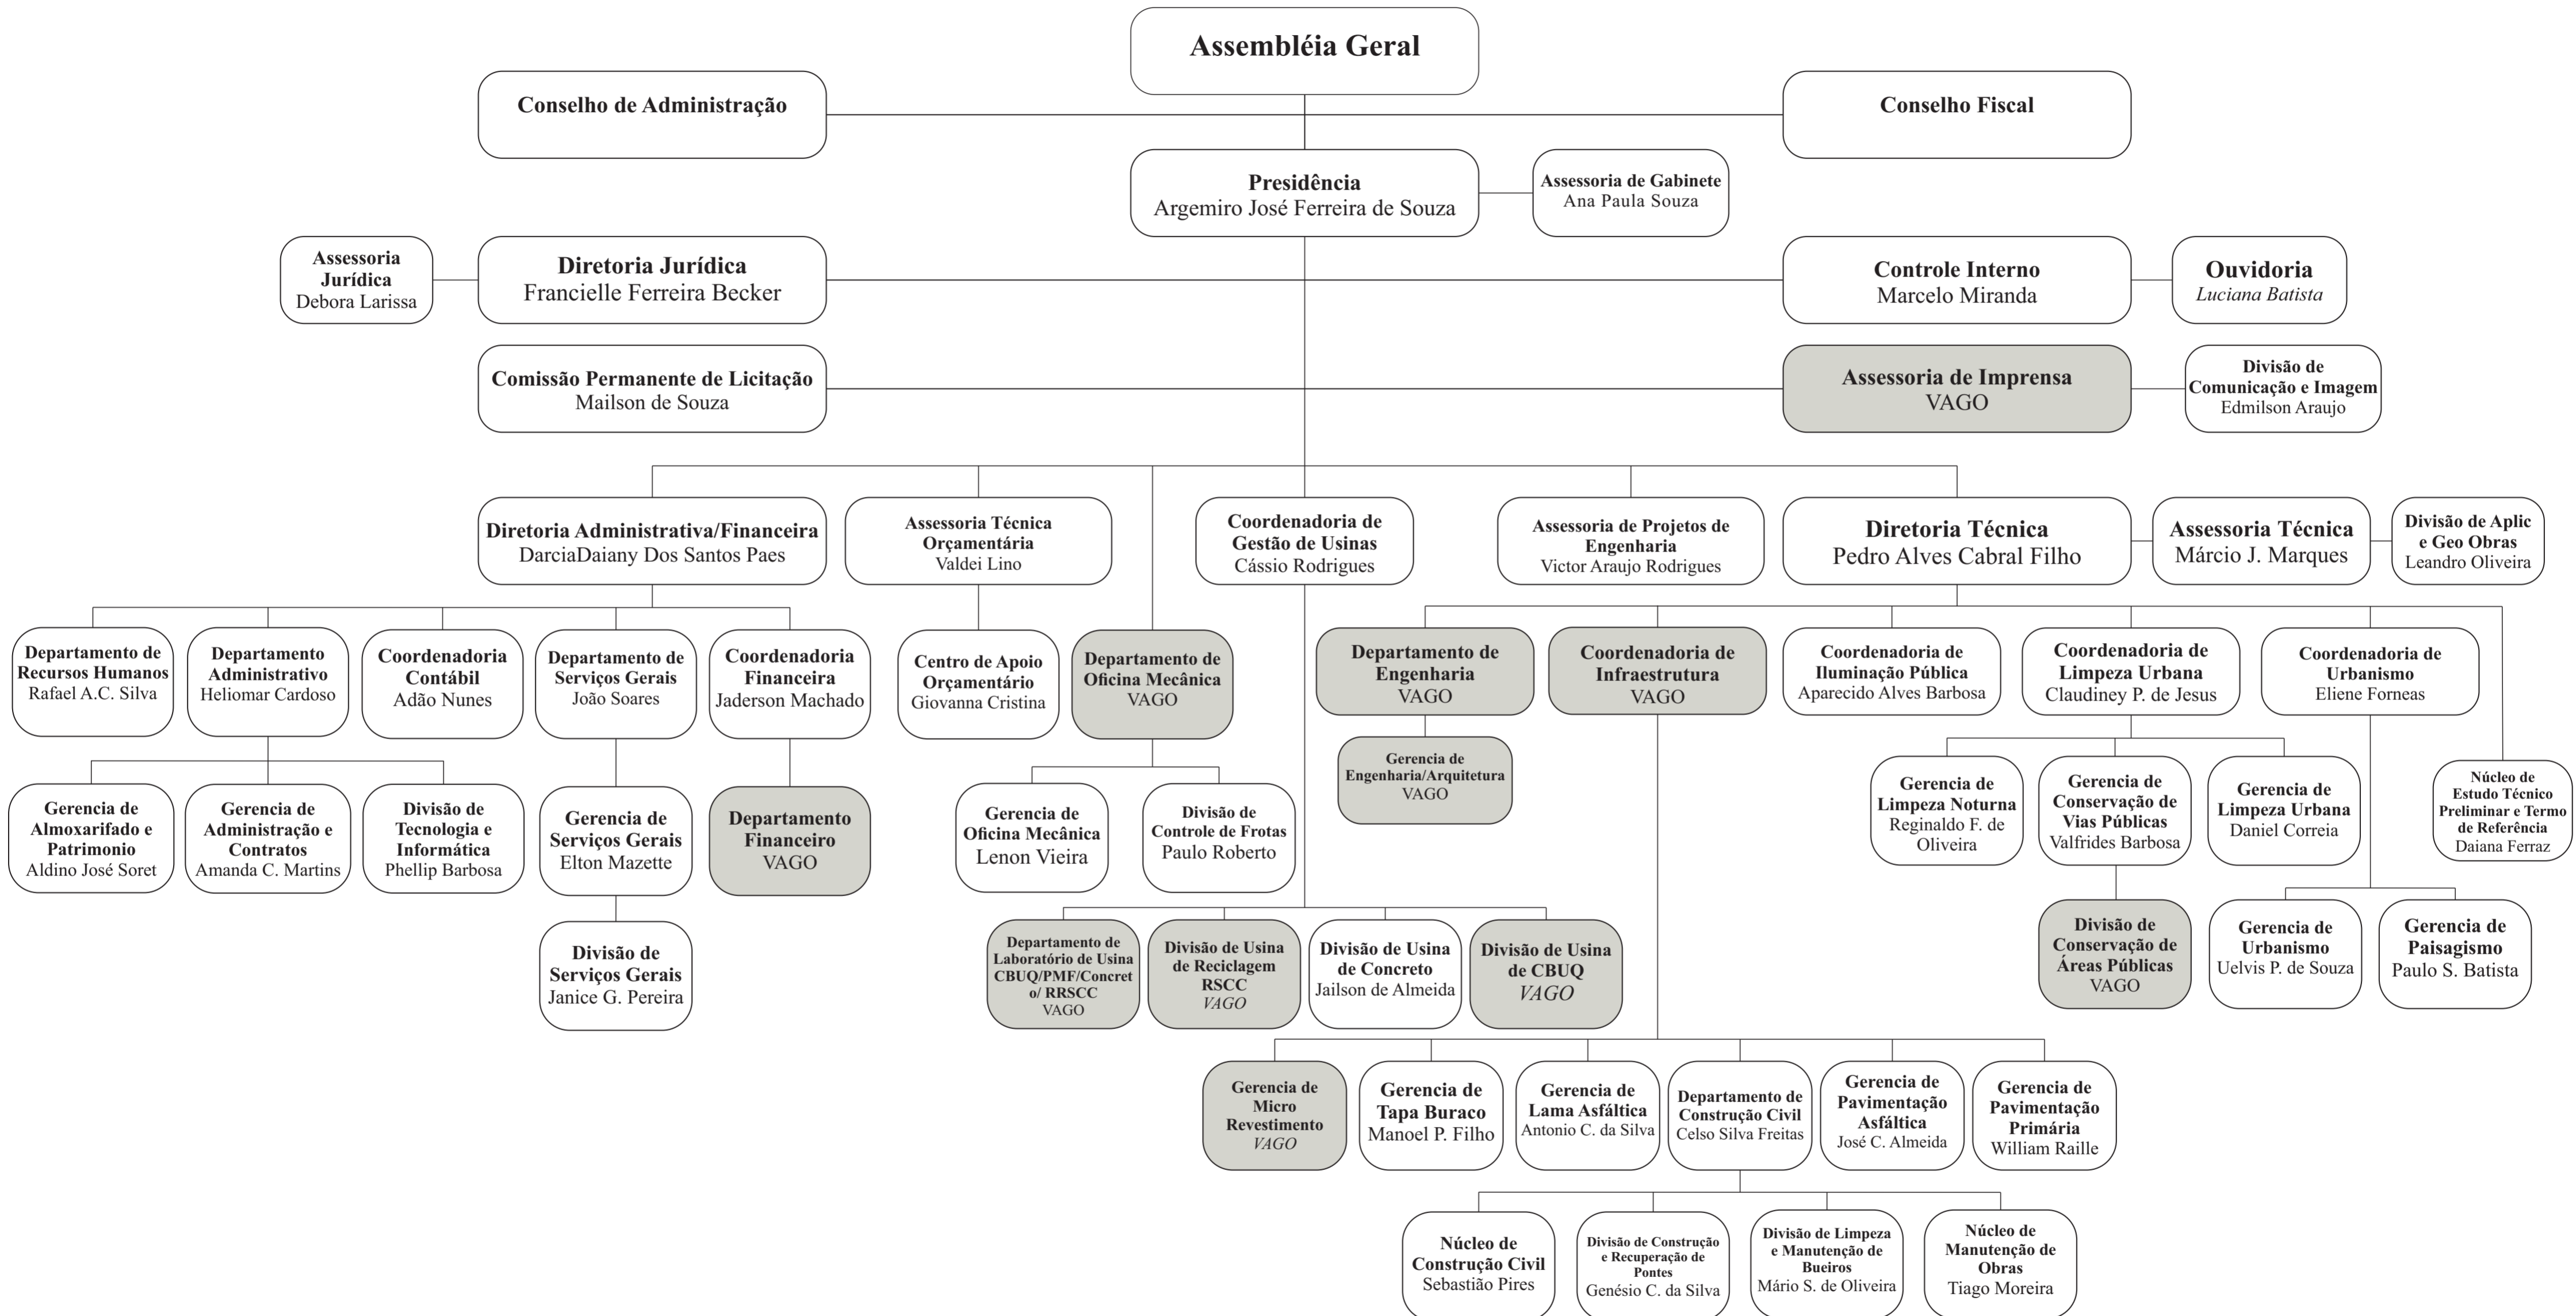 Assembléia Geral
Conselho de Administração
Conselho Fiscal
Presidência
Argemiro José Ferreira de Souza
Assessoria de Gabinete
Ana Paula Souza
Assessoria
Jurídica
Debora Larissa
Diretoria Jurídica
Francielle Ferreira Becker
Controle Interno
Marcelo Miranda
Ouvidoria
Luciana Batista
Comissão Permanente de Licitação
Mailson de Souza
Assessoria de Imprensa
VAGO
Divisão de
Comunicação e Imagem
Edmilson Araujo
Diretoria Administrativa/Financeira
DarciaDaiany Dos Santos Paes
Assessoria Técnica
Orçamentária
Valdei Lino
Coordenadoria de
Gestão de Usinas
Cássio Rodrigues
Assessoria de Projetos de
Engenharia
Victor Araujo Rodrigues
Diretoria Técnica
Pedro Alves Cabral Filho
Assessoria Técnica
Márcio J. Marques
Divisão de Aplic
e Geo Obras
Leandro Oliveira
Departamento de
Recursos Humanos
Rafael A.C. Silva
Departamento
Administrativo
Heliomar Cardoso
Coordenadoria
Contábil
Adão Nunes
Departamento de
Serviços Gerais
João Soares
Coordenadoria
Financeira
Jaderson Machado
Centro de Apoio
Orçamentário
Giovanna Cristina
Departamento de
Oficina Mecânica
VAGO
Departamento de
Engenharia
VAGO
Coordenadoria de
Infraestrutura
VAGO
Coordenadoria de
Iluminação Pública
Aparecido Alves Barbosa
Coordenadoria de
Limpeza Urbana
Claudiney P. de Jesus
Coordenadoria de
Urbanismo
Eliene Forneas
Gerencia de
Engenharia/Arquitetura
VAGO
Gerencia de
Almoxarifado e
Patrimonio
Aldino José Soret
Gerencia de
Administração e
Contratos
Amanda C. Martins
Divisão de
Tecnologia e
Informática
Phellip Barbosa
Gerencia de
Serviços Gerais
Elton Mazette
Departamento
Financeiro
VAGO
Gerencia de
Oficina Mecânica
Lenon Vieira
Divisão de
Controle de Frotas
Paulo Roberto
Gerencia de
Limpeza Noturna
Reginaldo F. de
Oliveira
Gerencia de
Conservação de
Vias Públicas
Valfrides Barbosa
Gerencia de
Limpeza Urbana
Daniel Correia
Núcleo de
Estudo Técnico
Preliminar e Termo
de Referência
Daiana Ferraz
Divisão de
Serviços Gerais
Janice G. Pereira
Departamento de
Laboratório de Usina
CBUQ/PMF/Concret
o/ RRSCC
VAGO
Divisão de Usina
de Reciclagem
RSCC
VAGO
Divisão de Usina
de Concreto
Jailson de Almeida
Divisão de Usina
de CBUQ
VAGO
Divisão de
Conservação de
Áreas Públicas
VAGO
Gerencia de
Urbanismo
Uelvis P. de Souza
Gerencia de
Paisagismo
Paulo S. Batista
Gerencia de
Micro
Revestimento
VAGO
Gerencia de
Tapa Buraco
Manoel P. Filho
Gerencia de
Lama Asfáltica
Antonio C. da Silva
Departamento de
Construção Civil
Celso Silva Freitas
Gerencia de
Pavimentação
Asfáltica
José C. Almeida
Gerencia de
Pavimentação
Primária
William Raille
Núcleo de
Construção Civil
Sebastião Pires
Divisão de Construção
e Recuperação de
Pontes
Genésio C. da Silva
Divisão de Limpeza
e Manutenção de
Bueiros
Mário S. de Oliveira
Núcleo de
Manutenção de
Obras
Tiago Moreira